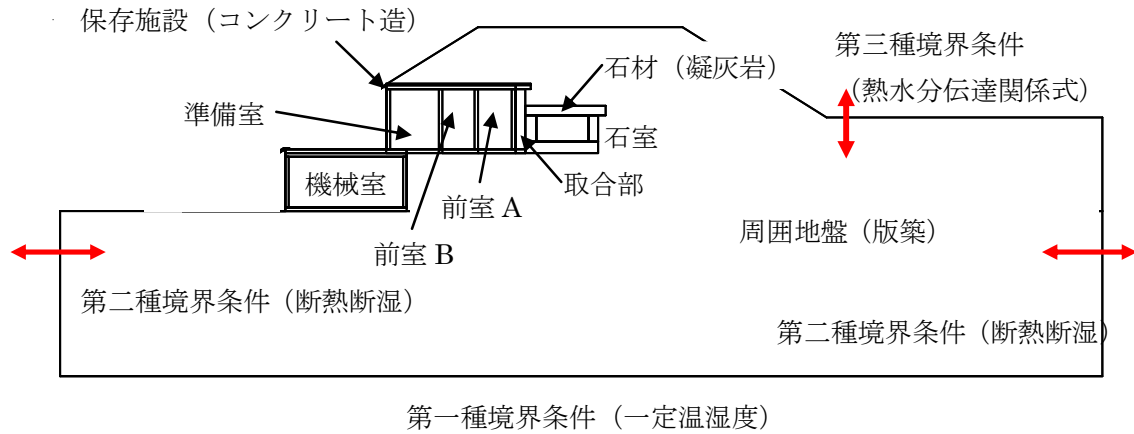 保存施設（コンクリート造）
第三種境界条件
（熱水分伝達関係式）
石材（凝灰岩）
準備室
石室
機械室
取合部
前室 A
前室 B
周囲地盤（版築）
第二種境界条件（断熱断湿）
第二種境界条件（断熱断湿）
第一種境界条件（一定温湿度）